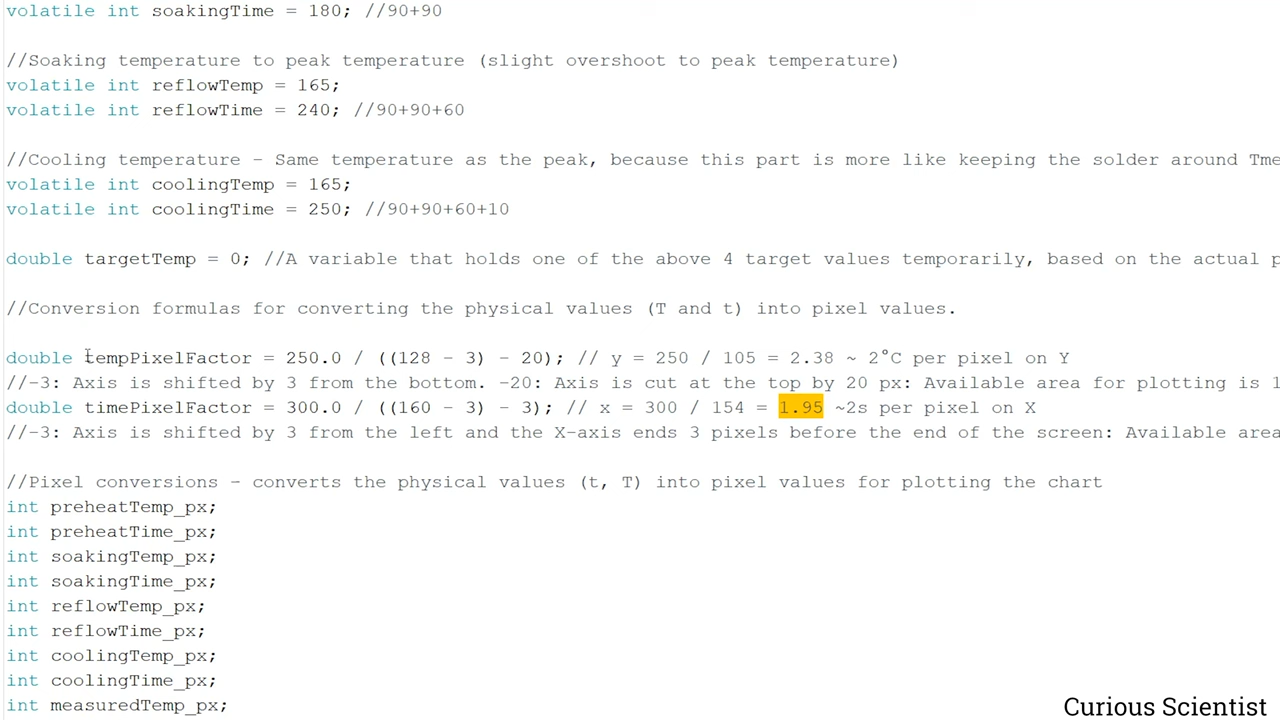 volatile int soakingTime = 180; //90+90
//Soaking temperature to peak temperature (slight overshoot to peak temperature)
volatile int reflowTemp = 165;
volatile int reflowTime = 240; //90+90+60
//Cooling temperature - Same temperature as the peak, because this part is more like keeping the solder around Tme
volatile int coolingTemp = 165;
volatile int coolingTime = 250; //90+90+60+10
double targetTemp = 0; //A variable that holds one of the above 4 target values temporarily, based on the actual p
//Conversion formulas for converting the physical values (T and t) into pixel values.
double tempPixelFactor = 250.0 / ((128 - 3) - 20); // y = 250 / 105 = 2.38 ~ 2°C per pixel on Y
//-3: Axis is shifted by 3 from the bottom. -20: Axis is cut at the top by 20 px: Available area for plotting is 1
double timePixelFactor = 300.0 / ((160 - 3) - 3); // x = 300 / 154 = 1.95 ~2s per pixel on X
//-3: Axis is shifted by 3 from the left and the X-axis ends 3 pixels before the end of the screen: Available area
//Pixel conversions - converts the physical values (t, T) into pixel values for plotting the chart
int preheatTemp_px;
int preheatTime_px;
int soakingTemp_px;
int soakingTime_px;
int reflowTemp_px;
int reflowTime_px;
int coolingTemp_px;
int coolingTime_px;
int measuredTemp_px;
Curious Scientist